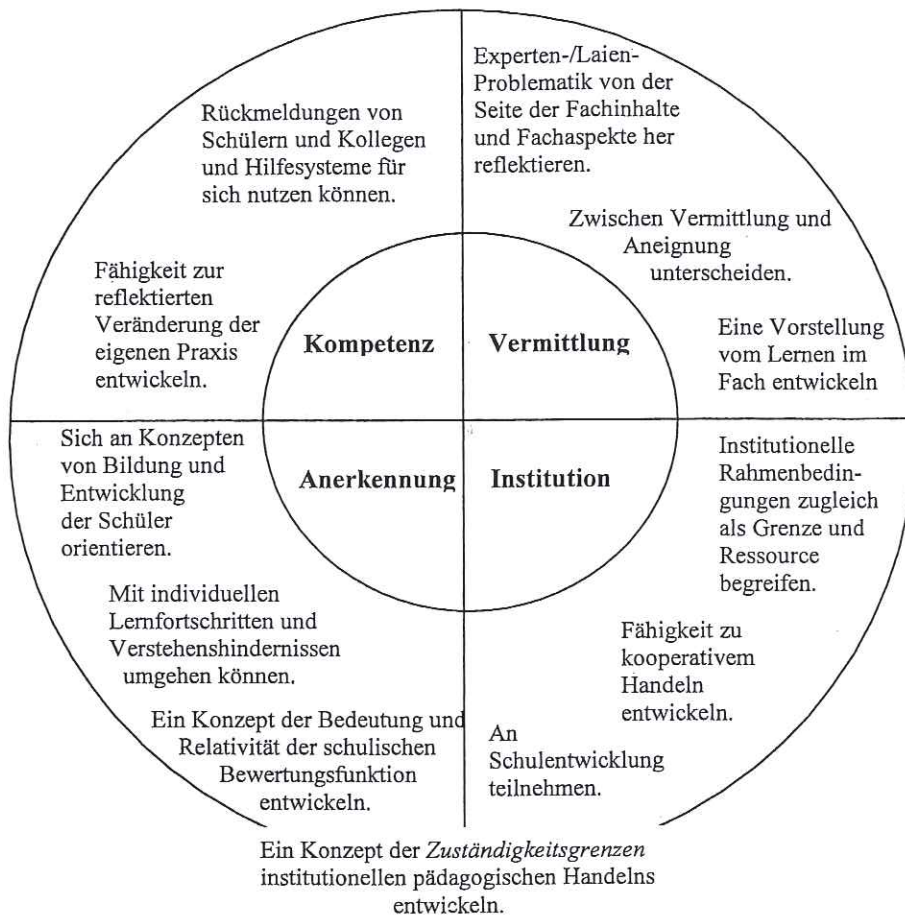 Rückmeldungen von
Schülern und Kollegen
und Hilfesysteme für
sich nutzen können.
Fähigkeit zur
reflektierten
Veränderung der
eigenen Praxis
entwickeln.
Kompetenz
Experten-/Laien-
Problematik von der
Seite der Fachinhalte
und Fachaspekte her
reflektieren.
Zwischen Vermittlung und
Aneignung
unterscheiden.
Eine Vorstellung
vom Lernen im
Fach entwickeln
Vermittlung
Anerkennung
Sich an Konzepten
von Bildung und
Entwicklung
der Schüler
orientieren.
Mit individuellen
Lernfortschritten und
Verstehenshindernissen
umgehen können.
Ein Konzept der Bedeutung und
Relativität der schulischen
Bewertungsfunktion
entwickeln.
Institution
Institutionelle
Rahmenbedin-
gungen zugleich
als Grenze und
Ressource
begreifen.
Fähigkeit zu
kooperativem
Handeln
entwickeln.
An
Schulentwicklung
teilnehmen.
Ein Konzept der Zuständigkeitsgrenzen
institutionellen pädagogischen Handelns
entwickeln.